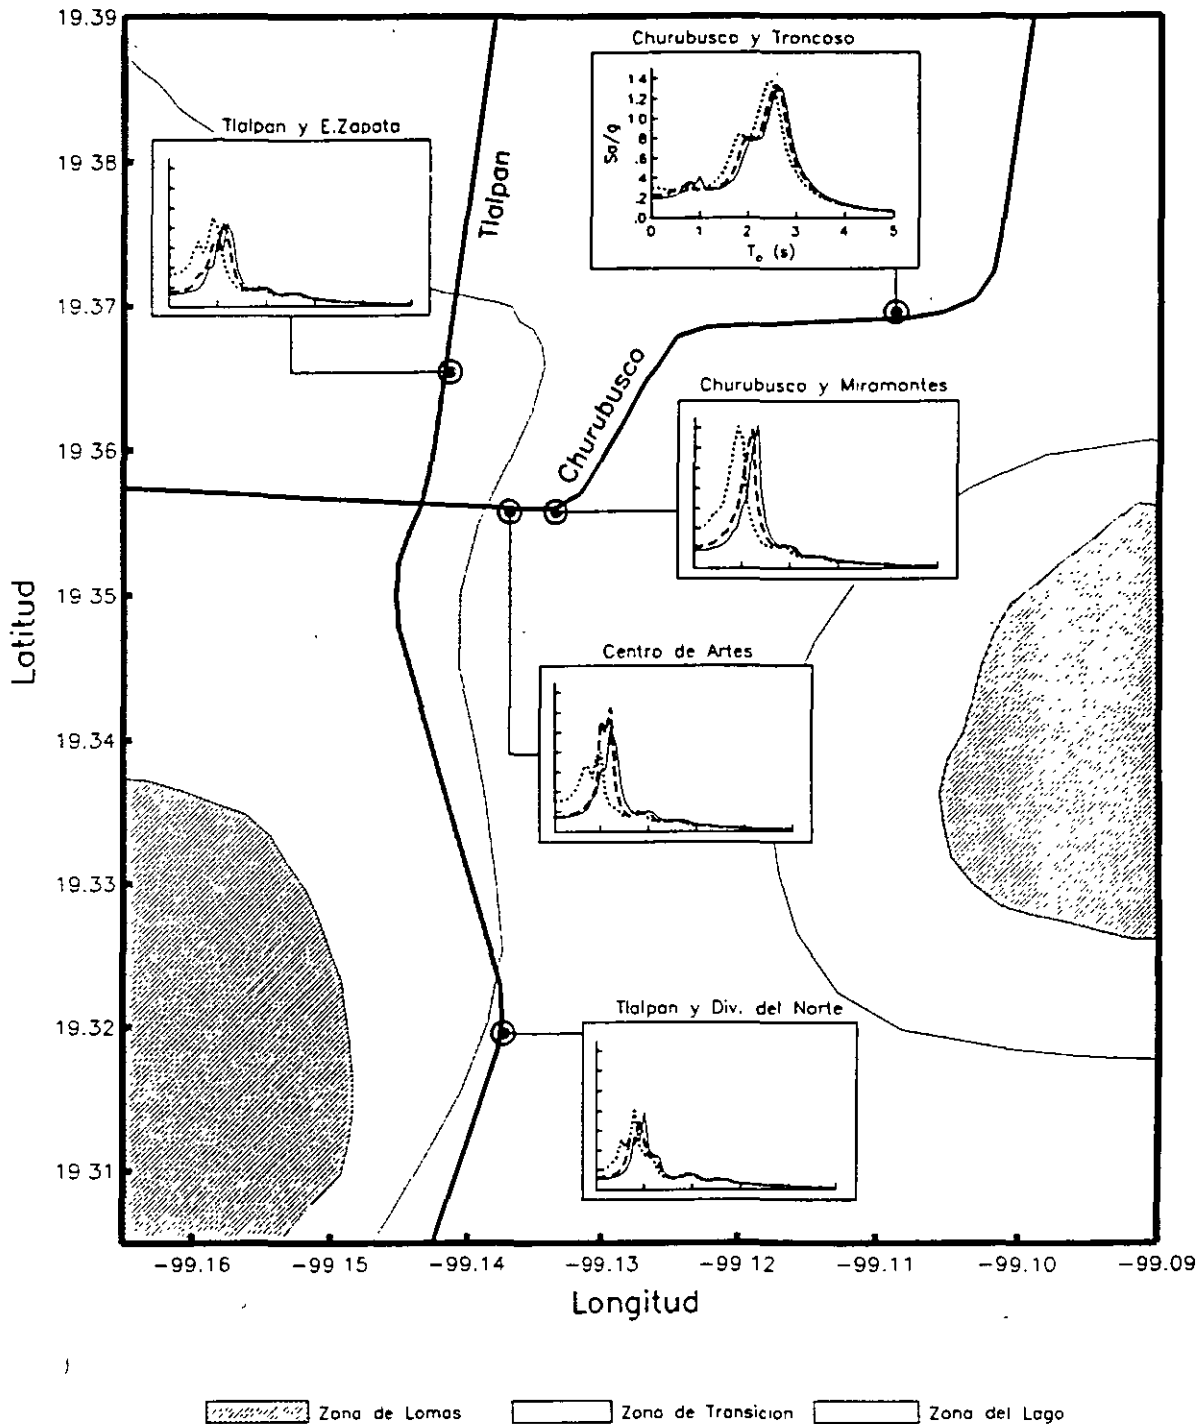 19.39
19.38
19.37
19.36
19.35
19.34
19.33
19.32
19.31
Latitud
Churubusco y Troncoso
Sa/g
1.4
1.2
1.0
.8
.6
.4
.2
.0
0 1 2 3 4 5
To (s)
Tlalpan y E.Zapata
Tlalpan
Churubusco
Churubusco y Miramontes
Centro de Artes
Tlalpan y Div. del Norte
-99.16 -99.15 -99.14 -99.13 -99.12 -99.11 -99.10 -99.09
Longitud
Zona de Lomas Zona de Transicion Zona del Lago